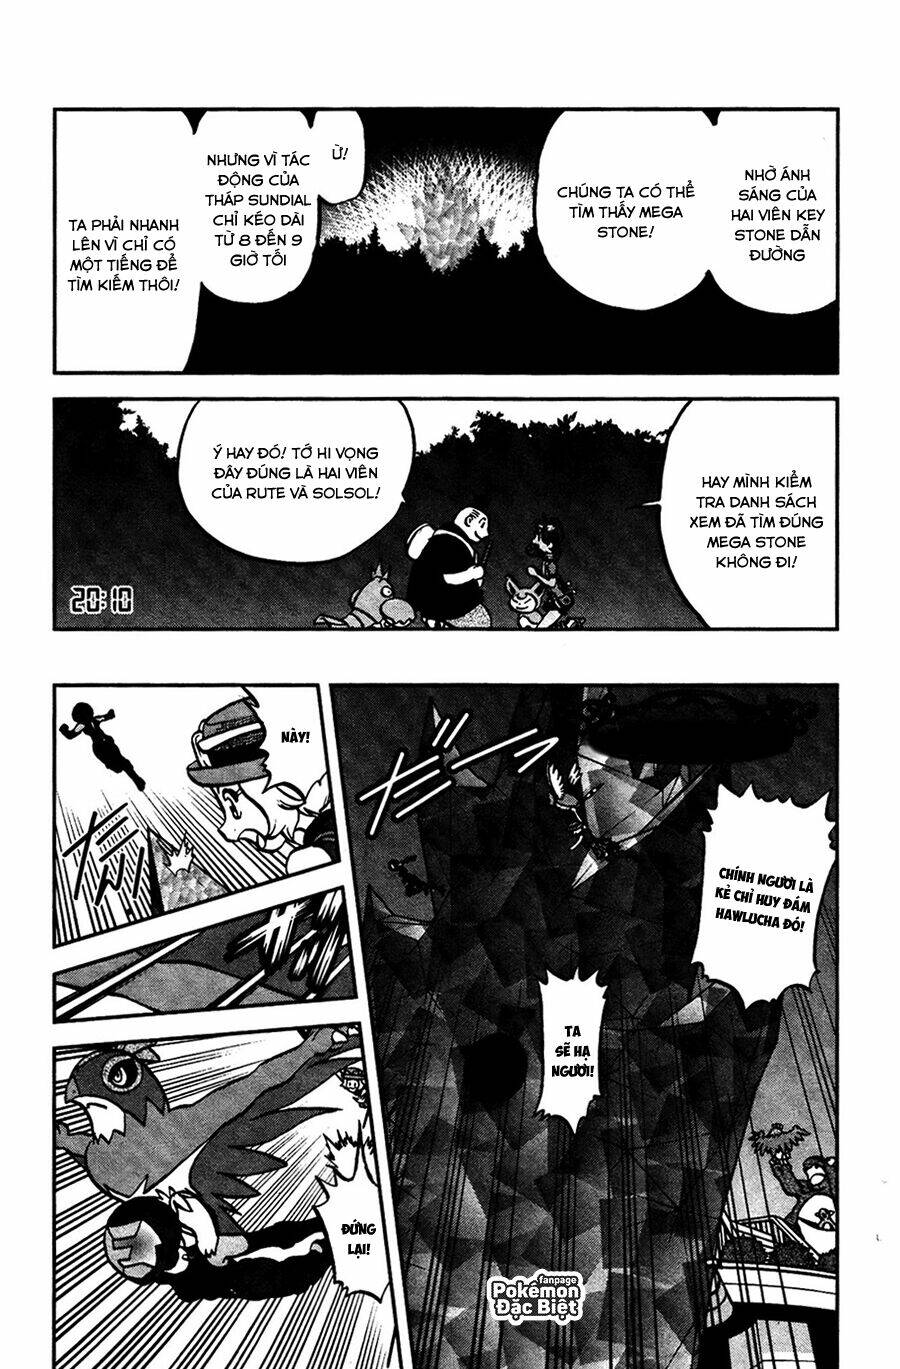 NHỜ ÁNH
SÁNG CỦA
HAI VIÊN KEY
STONE DẪN
ĐƯỜNG
CHÚNG TA CÓ THỂ
TÌM THẤY MEGA
STONE!
Ừ!
NHƯNG VÌ TÁC
ĐỘNG CỦA
THÁP SUNDIAL
CHỈ KÉO DÀI
TỪ 8 ĐẾN 9
GIỜ TỐI
TA PHẢI NHANH
LÊN VÌ CHỈ CÓ
MỘT TIẾNG ĐỂ
TÌM KIẾM THÔI!
HAY MÌNH KIỂM
TRA DANH SÁCH
XEM ĐÃ TÌM ĐÚNG
MEGA STONE
KHÔNG ĐI!
Ý HAY ĐÓ! TỚ HI VỌNG
ĐÂY ĐÚNG LÀ HAI VIÊN
CỦA RUTE VÀ SOLSOL!
20:10
CHÍNH NGƯƠI LÀ
KẺ CHỈ HUY ĐÁM
HAWLUCHA ĐÓ!
TA
SẼ HẠ
NGƯƠI!
NÀY!
ĐỨNG
LẠI!
fanpage
Pokémon
Đặc Biệt